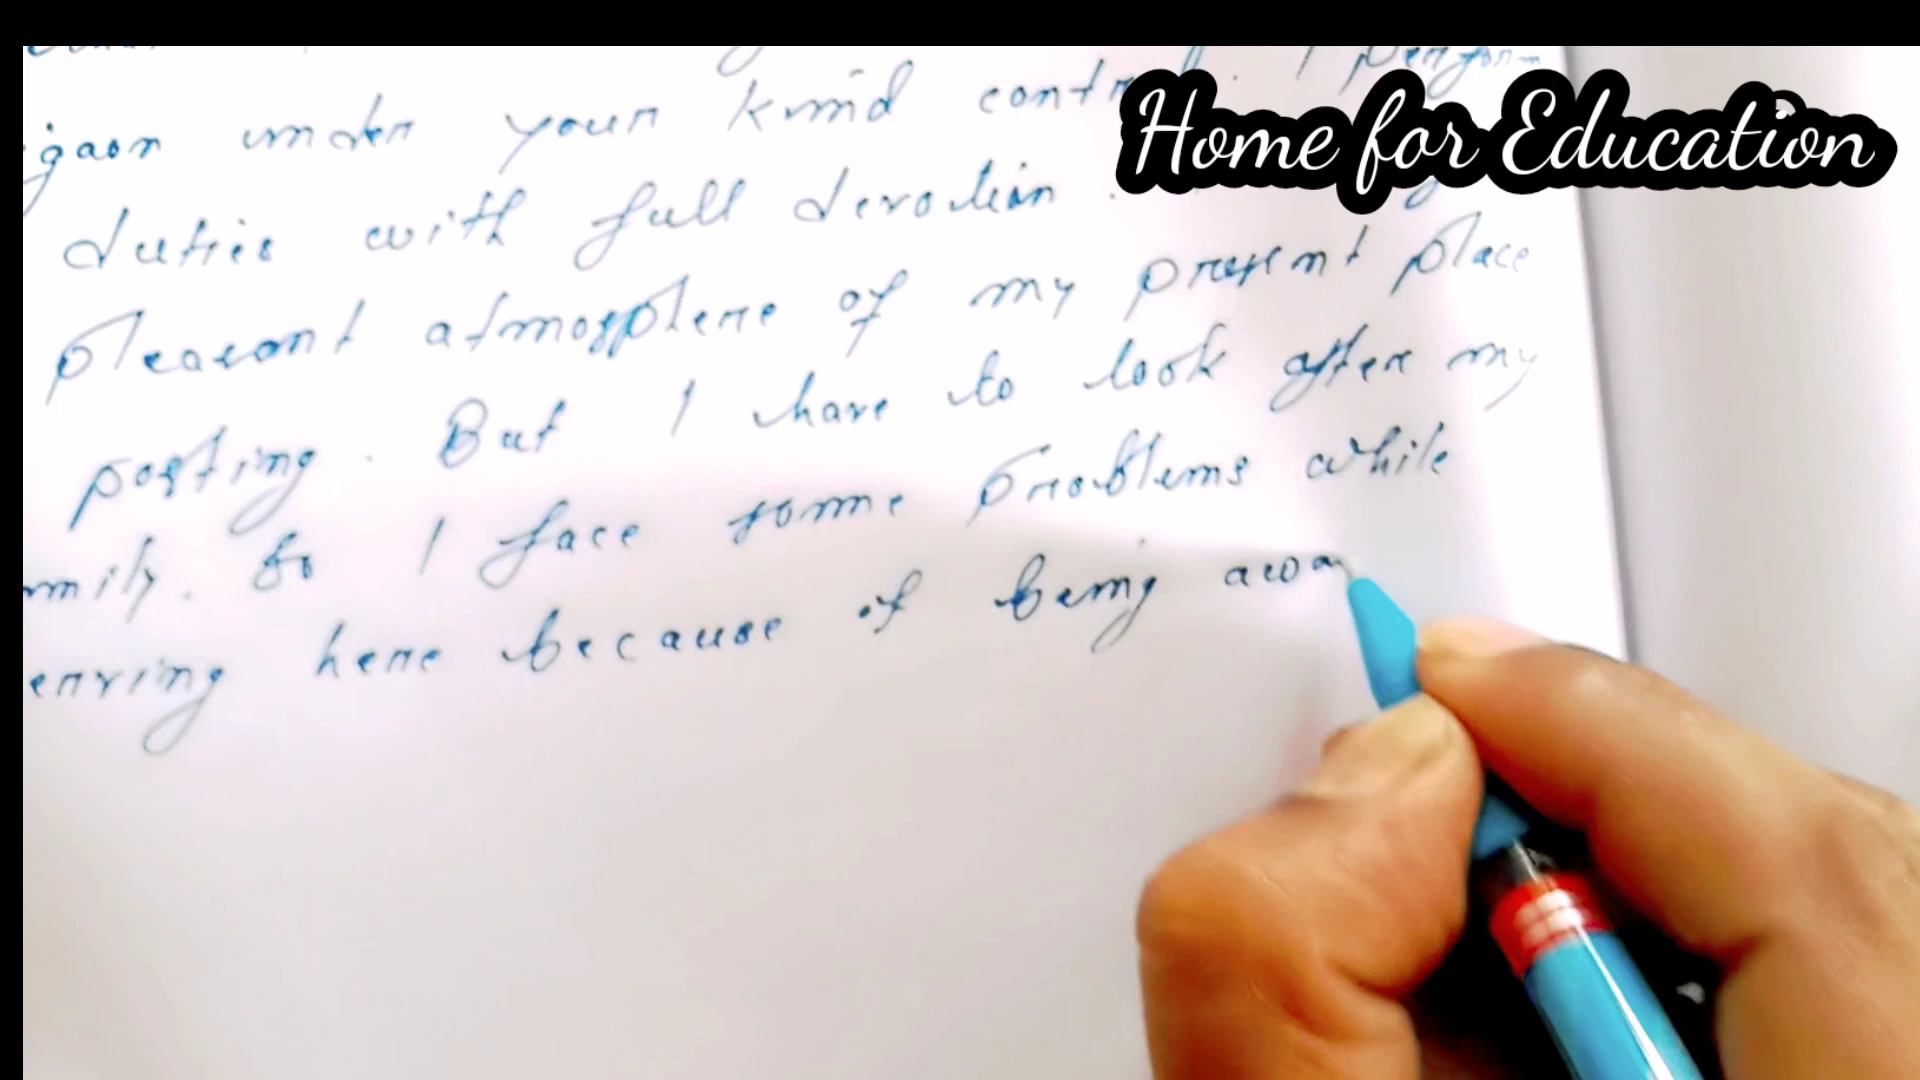 Home for Education
under your kind control. I perform
duties with full devotion.
pleasant atmosphere of my present place
posting. But I have to look after my
mily. So I face some problems while
erving here because of being awa